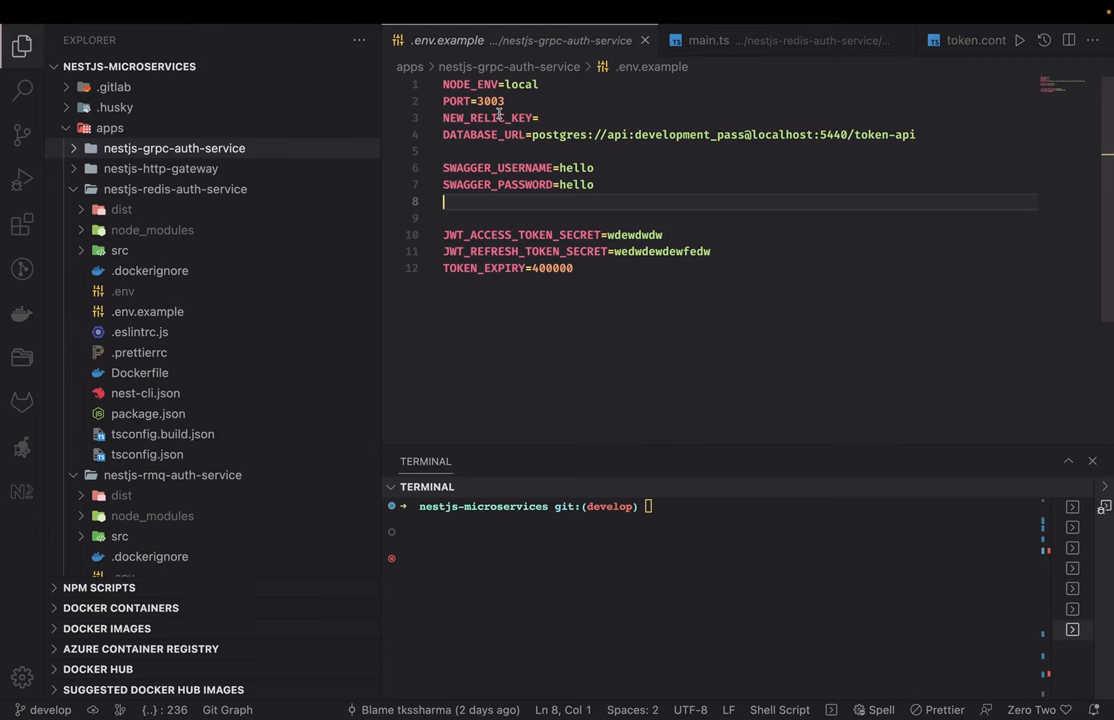 EXPLORER
NESTJS-MICROSERVICES
.gitlab
.husky
apps
nestjs-grpc-auth-service
nestjs-http-gateway
nestjs-redis-auth-service
dist
node_modules
src
.dockerignore
.env
.env.example
.eslintrc.js
.prettierrc
Dockerfile
nest-cli.json
package.json
tsconfig.build.json
tsconfig.json
nestjs-rmq-auth-service
dist
node_modules
src
.dockerignore
NPM SCRIPTS
DOCKER CONTAINERS
DOCKER IMAGES
AZURE CONTAINER REGISTRY
DOCKER HUB
SUGGESTED DOCKER HUB IMAGES
.env.example .../nestjs-grpc-auth-service
main.ts .../nestjs-redis-auth-service/...
token.cont
apps > nestjs-grpc-auth-service > .env.example
1 NODE_ENV=local
2 PORT=3003
3 NEW_RELIC_KEY=
4 DATABASE_URL=postgres://api:development_pass@localhost:5440/token-api
5
6 SWAGGER_USERNAME=hello
7 SWAGGER_PASSWORD=hello
8
9
10 JWT_ACCESS_TOKEN_SECRET=wdewdwdw
11 JWT_REFRESH_TOKEN_SECRET=wedwdewdewfedw
12 TOKEN_EXPIRY=400000
TERMINAL
TERMINAL
nestjs-microservices git:(develop)
develop {..} : 236 Git Graph Blame tkssharma (2 days ago) Ln 8, Col 1 Spaces: 2 UTF-8 LF Shell Script Spell Prettier Zero Two